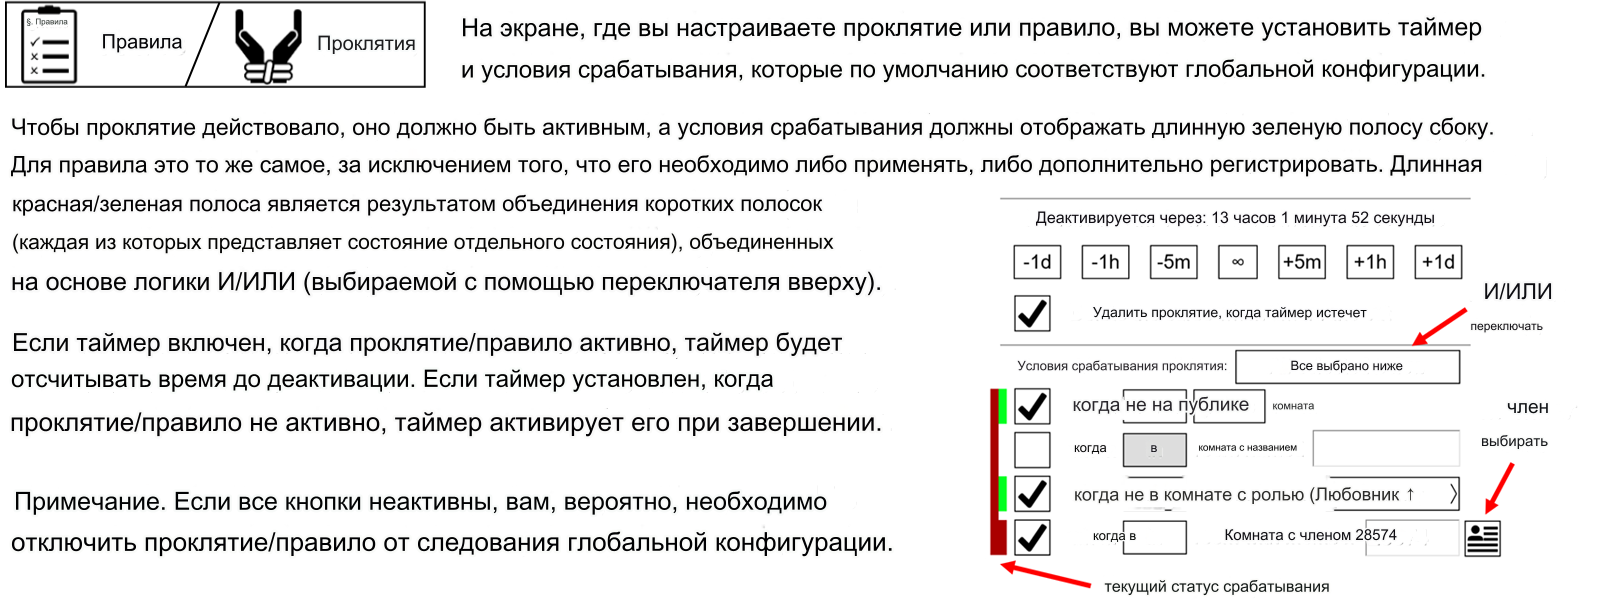 §. Правила
Правила
Проклятия
На экране, где вы настраиваете проклятие или правило, вы можете установить таймер
и условия срабатывания, которые по умолчанию соответствуют глобальной конфигурации.
Чтобы проклятие действовало, оно должно быть активным, а условия срабатывания должны отображать длинную зеленую полосу сбоку.
Для правила это то же самое, за исключением того, что его необходимо либо применять, либо дополнительно регистрировать. Длинная
красная/зеленая полоса является результатом объединения коротких полосок
(каждая из которых представляет состояние отдельного состояния), объединенных
на основе логики И/ИЛИ (выбираемой с помощью переключателя вверху).
Если таймер включен, когда проклятие/правило активно, таймер будет
отсчитывать время до деактивации. Если таймер установлен, когда
проклятие/правило не активно, таймер активирует его при завершении.
Примечание. Если все кнопки неактивны, вам, вероятно, необходимо
отключить проклятие/правило от следования глобальной конфигурации.
Деактивируется через: 13 часов 1 минута 52 секунды
-1d -1h -5m ∞ +5m +1h +1d
Удалить проклятие, когда таймер истечет
И/ИЛИ
переключать
Условия срабатывания проклятия: Все выбрано ниже
когда не на публике комната
когда в комната с названием
когда не в комнате с ролью (Любовник ↑ 〉
когда в Комната с членом 28574
член
выбирать
текущий статус срабатывания